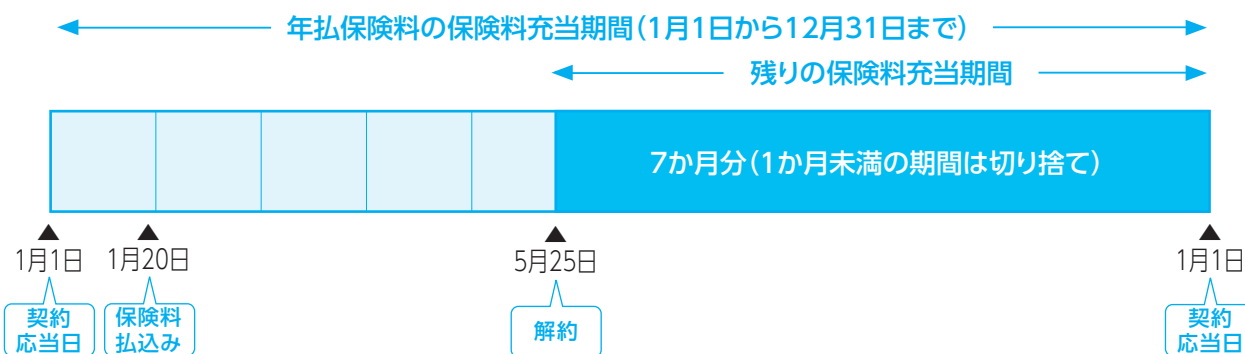 年払保険料の保険料充当期間(1月1日から12月31日まで)
残りの保険料充当期間
7か月分(1か月未満の期間は切り捨て)
1月1日
1月20日
5月25日
1月1日
契約
応当日
保険料
払込み
解約
契約
応当日